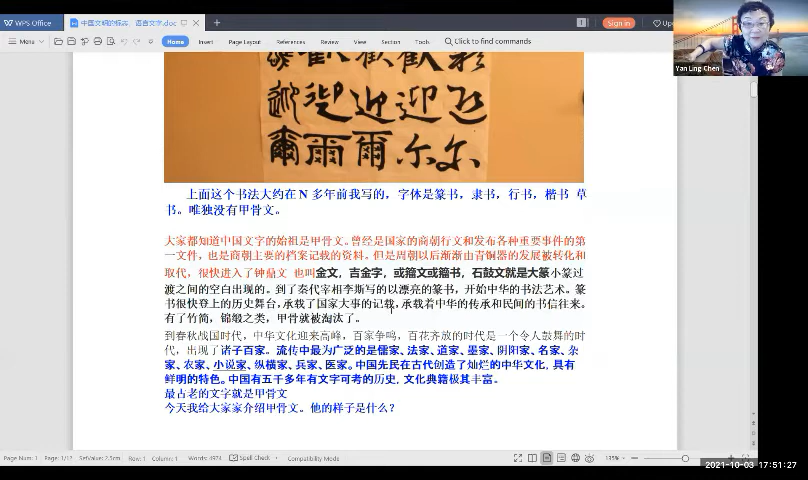 WPS Office
中国文明的标志 语言文字.doc
Sign in
Menu
Home
Insert
Page Layout
References
Review
View
Section
Tools
Click to find commands
Yan Ling Chen
迎 迎 飞
爾 爾 爾 尔 尔
上面这个书法大约在 N 多年前我写的，字体是篆书，隶书，行书，楷书 草
书。唯独没有甲骨文。
大家都知道中国文字的始祖是甲骨文。曾经是国家的商朝行文和发布各种重要事件的第
一文件，也是商朝主要的档案记载的资料。但是周朝以后渐渐由青铜器的发展被转化和
取代，很快进入了钟鼎文 也叫金文，吉金字，或籀文或籀书，石鼓文就是大篆小篆过
渡之间的空白出现的。到了秦代宰相李斯写的以漂亮的篆书，开始中华的书法艺术。篆
书很快登上的历史舞台，承载了国家大事的记载，承载着中华的传承和民间的书信往来。
有了竹简，锦缎之类，甲骨就被淘汰了。
到春秋战国时代，中华文化迎来高峰，百家争鸣，百花齐放的时代是一个令人鼓舞的时
代，出现了诸子百家。流传中最为广泛的是儒家、法家、道家、墨家、阴阳家、名家、杂
家、农家、小说家、纵横家、兵家、医家。中国先民在古代创造了灿烂的中华文化，具有
鲜明的特色。中国有五千多年有文字可考的历史，文化典籍极其丰富。
最古老的文字就是甲骨文
今天我给大家家介绍甲骨文。他的样子是什么？
Page Num: 1
Page: 1/17
SetValue: 2.5cm
Row: 1
Column: 1
Words: 4974
Spell Check
Compatibility Mode
135%
2021-10-03 17:51:27